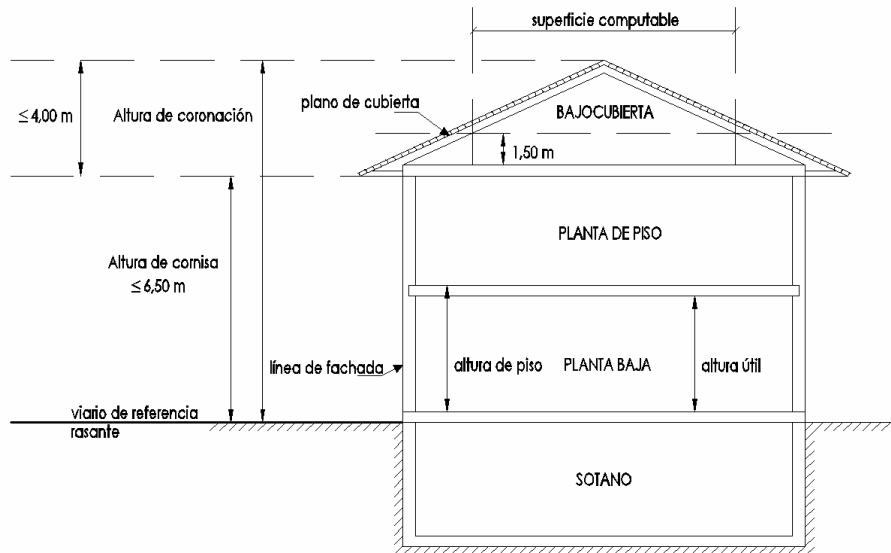 superficie computable
≤ 4,00 m
Altura de coronación
plano de cubierta
BAJOCUBIERTA
1,50 m
PLANTA DE PISO
Altura de cornisa
≤ 6,50 m
línea de fachada
altura de piso
PLANTA BAJA
altura útil
viario de referencia
rasante
SOTANO